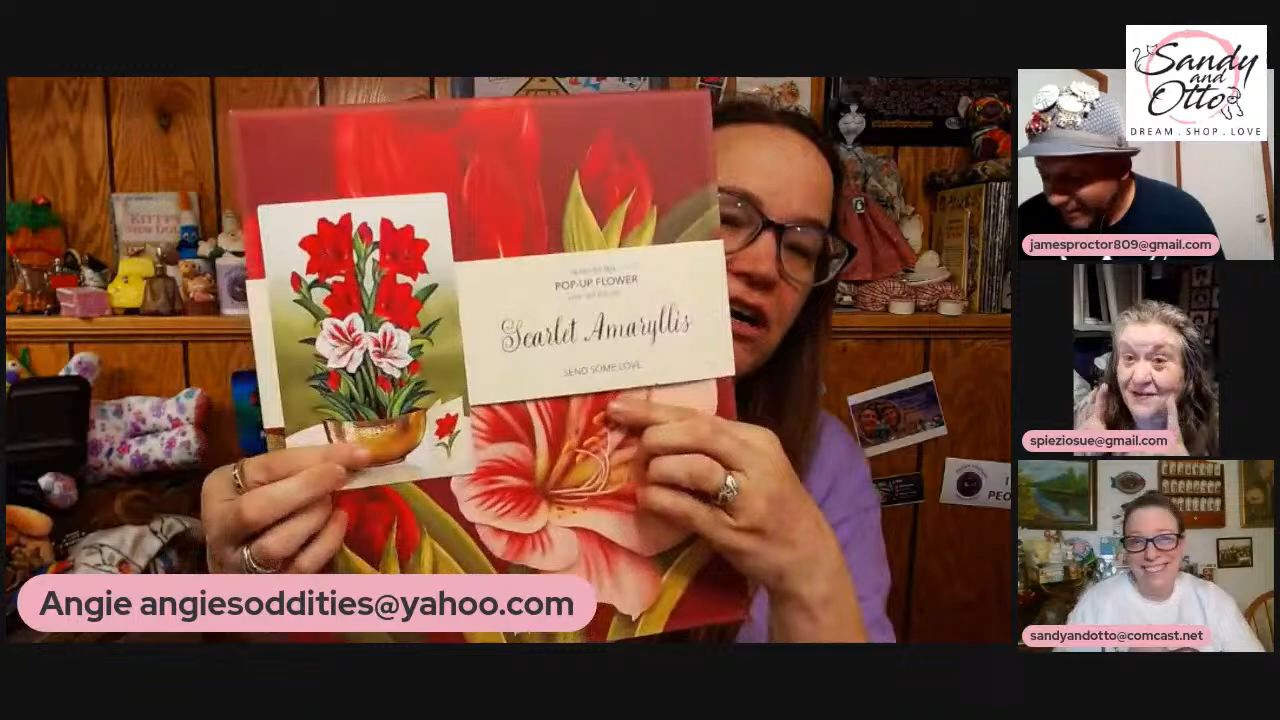 Sandy
and
Otto
DREAM . SHOP . LOVE
jamesproctor809@gmail.com
POP-UP FLOWER
Scarlet Amaryllis
SEND SOME LOVE
spieziosue@gmail.com
Angie angiesoddities@yahoo.com
sandyandotto@comcast.net